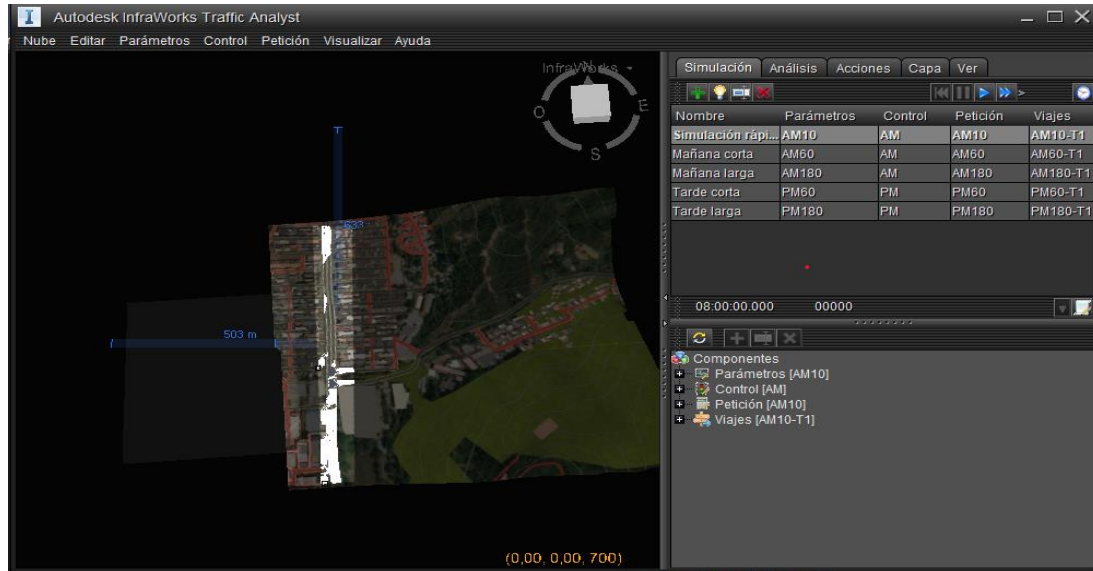 Autodesk InfraWorks Traffic Analyst
Nube Editar Parámetros Control Petición Visualizar Ayuda
InfraWorks
N
O
E
S
533
503 m
(0,00, 0,00, 700)
Simulación Análisis Acciones Capa Ver
Nombre Parámetros Control Petición Viajes
Simulación rápi... AM10 AM AM10 AM10-T1
Mañana corta AM60 AM AM60 AM60-T1
Mañana larga AM180 AM AM180 AM180-T1
Tarde corta PM60 PM PM60 PM60-T1
Tarde larga PM180 PM PM180 PM180-T1
08:00:00.000 00000
Componentes
Parámetros [AM10]
Control [AM]
Petición [AM10]
Viajes [AM10-T1]